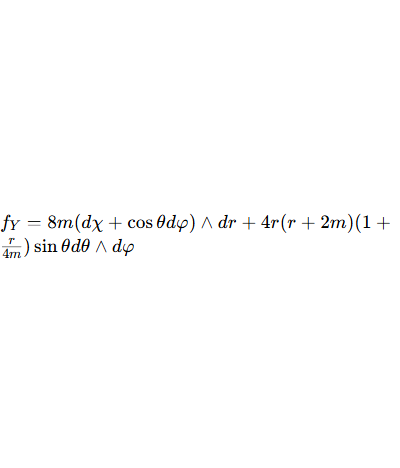 f_Y = 8m(dχ + cos θdφ) ∧ dr + 4r(r + 2m)(1 +
r/4m) sin θdθ ∧ dφ